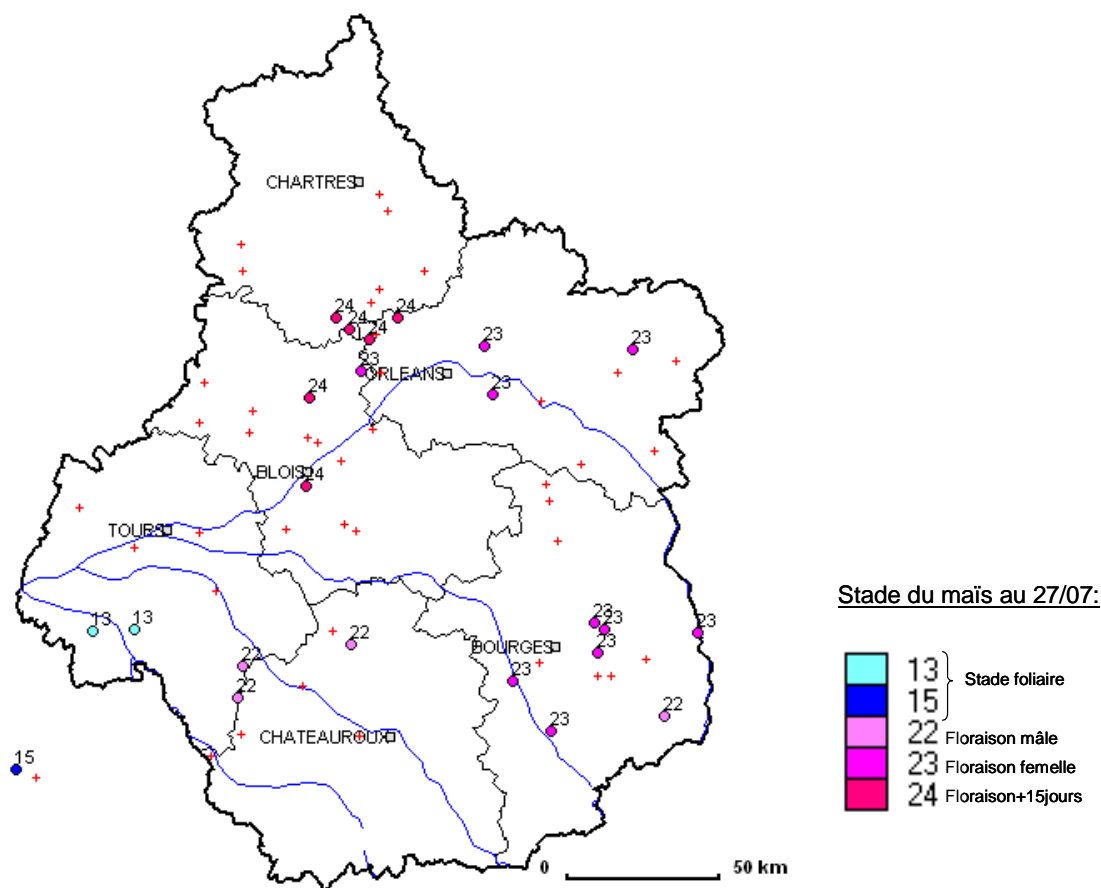 CHARTRES
24
24
24
24
23
23
23
ORLEANS
23
24
BLOIS
24
TOURS
13
13
23
23
23
22
BOURGES
23
22
23
22
22
23
CHATEAUROUX
15
0 50 km
Stade du maïs au 27/07:
13
Stade foliaire
15
22 Floraison mâle
23 Floraison femelle
24 Floraison+15jours